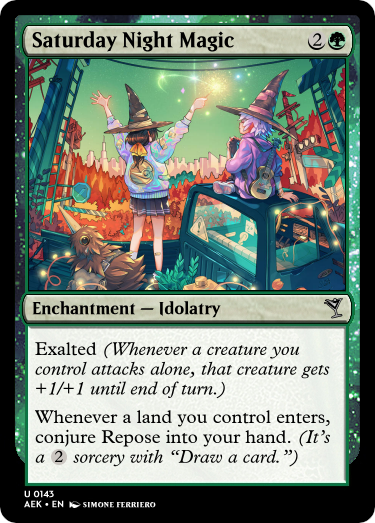 Saturday Night Magic 2
Enchantment — Idolatry
Exalted (Whenever a creature you
control attacks alone, that creature gets
+1/+1 until end of turn.)
Whenever a land you control enters,
conjure Repose into your hand. (It's
a 2 sorcery with “Draw a card.”)
U 0143
AEK • EN SIMONE FERRIERO